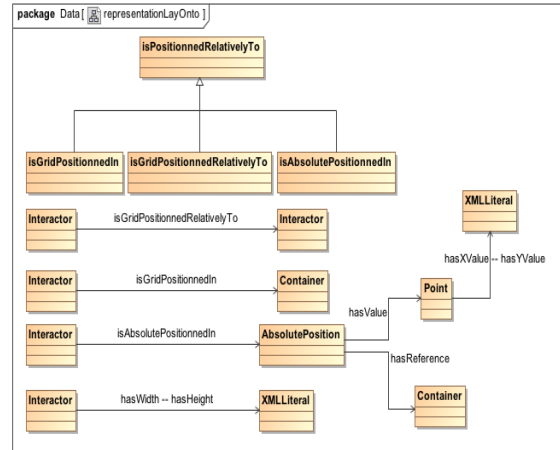 package Data[ representationLayOnto ]
isPositionnedRelativelyTo
isGridPositionnedIn isGridPositionnedRelativelyTo isAbsolutePositionnedIn
Interactor isGridPositionnedRelativelyTo Interactor XMLLiteral
hasXValue -- hasYValue
Interactor isGridPositionnedIn Container Point
hasValue
Interactor isAbsolutePositionnedIn AbsolutePosition
hasReference
Interactor hasWidth -- hasHeight XMLLiteral Container